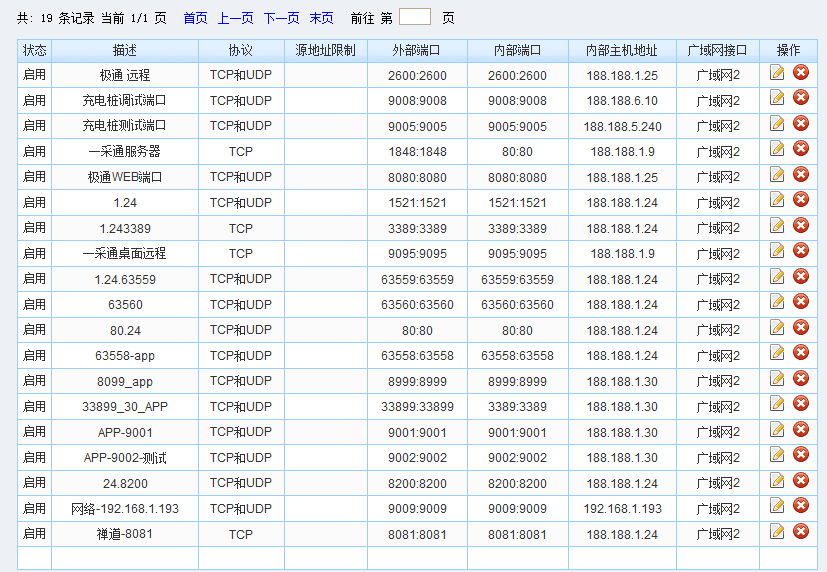 共: 19 条记录 当前 1/1 页 首页 上一页 下一页 末页 前往 第 页
状态 描述 协议 源地址限制 外部端口 内部端口 内部主机地址 广域网接口 操作
启用 极通 远程 TCP和UDP 2600:2600 2600:2600 188.188.1.25 广域网2
启用 充电桩调试端口 TCP和UDP 9008:9008 9008:9008 188.188.6.10 广域网2
启用 充电桩测试端口 TCP和UDP 9005:9005 9005:9005 188.188.5.240 广域网2
启用 一采通服务器 TCP 1848:1848 80:80 188.188.1.9 广域网2
启用 极通WEB端口 TCP和UDP 8080:8080 8080:8080 188.188.1.25 广域网2
启用 1.24 TCP和UDP 1521:1521 1521:1521 188.188.1.24 广域网2
启用 1.243389 TCP 3389:3389 3389:3389 188.188.1.24 广域网2
启用 一采通桌面远程 TCP 9095:9095 9095:9095 188.188.1.9 广域网2
启用 1.24.63559 TCP和UDP 63559:63559 63559:63559 188.188.1.24 广域网2
启用 63560 TCP和UDP 63560:63560 63560:63560 188.188.1.24 广域网2
启用 80.24 TCP和UDP 80:80 80:80 188.188.1.24 广域网2
启用 63558-app TCP和UDP 63558:63558 63558:63558 188.188.1.24 广域网2
启用 8099_app TCP和UDP 8999:8999 8999:8999 188.188.1.30 广域网2
启用 33899_30_APP TCP和UDP 33899:33899 3389:3389 188.188.1.30 广域网2
启用 APP-9001 TCP和UDP 9001:9001 9001:9001 188.188.1.30 广域网2
启用 APP-9002-测试 TCP和UDP 9002:9002 9002:9002 188.188.1.30 广域网2
启用 24.8200 TCP和UDP 8200:8200 8200:8200 188.188.1.24 广域网2
启用 网络-192.168.1.193 TCP和UDP 9009:9009 9009:9009 192.168.1.193 广域网2
启用 禅道-8081 TCP 8081:8081 8081:8081 188.188.1.24 广域网2